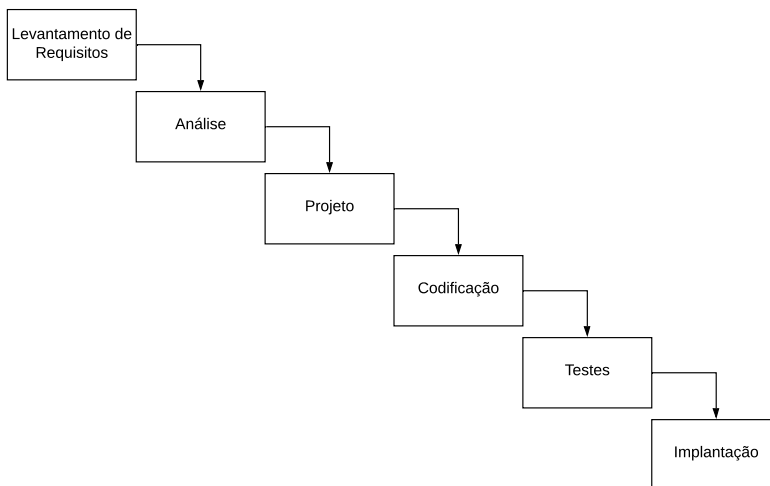 Levantamento de
Requisitos
Análise
Projeto
Codificação
Testes
Implantação